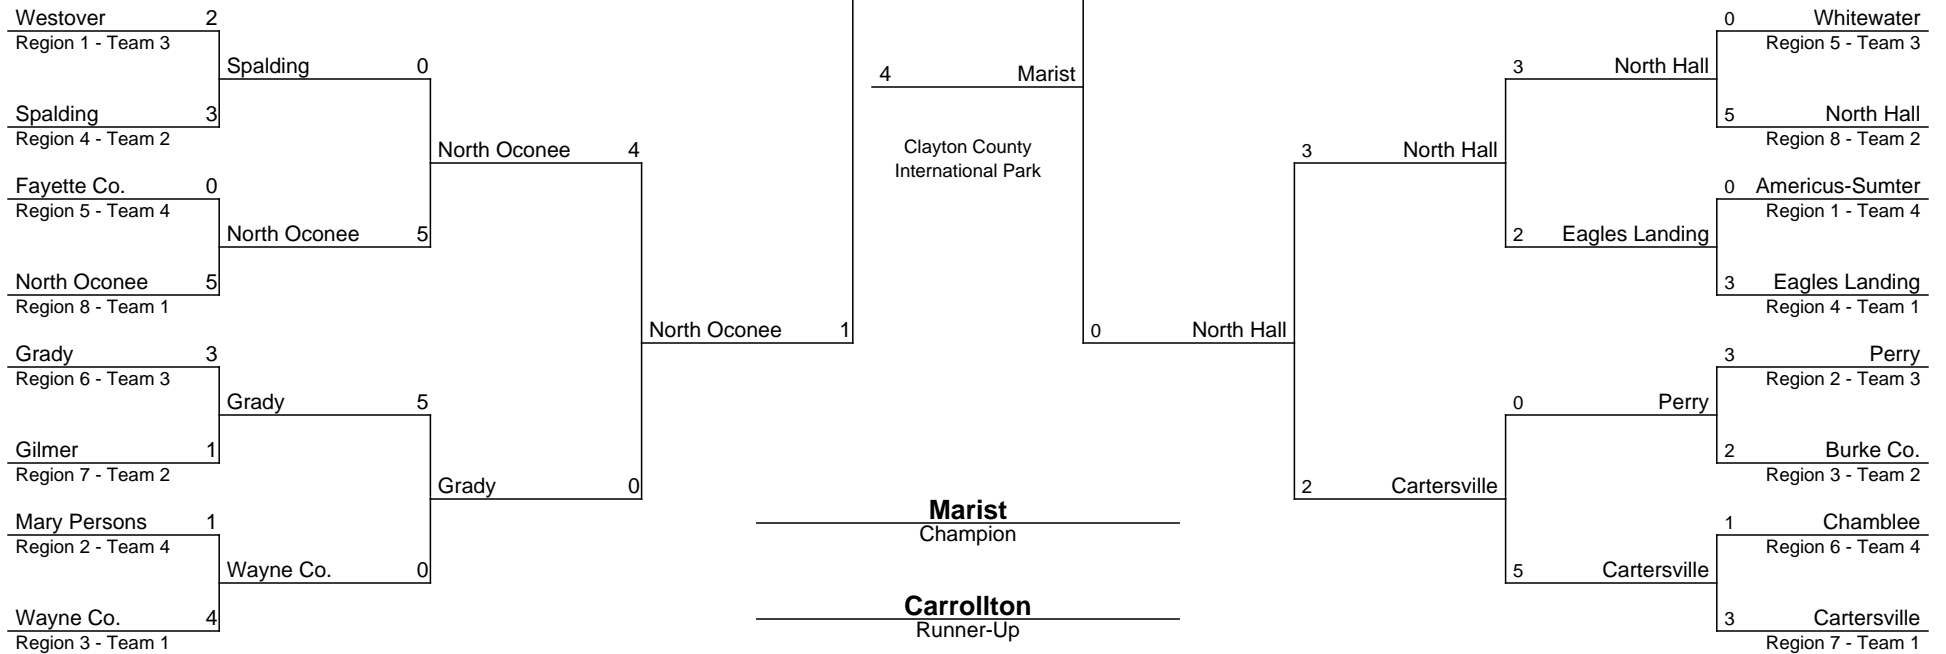 Westover 2
Region 1 - Team 3
Spalding 3
Region 4 - Team 2
Fayette Co. 0
Region 5 - Team 4
North Oconee 5
Region 8 - Team 1
Grady 3
Region 6 - Team 3
Gilmer 1
Region 7 - Team 2
Mary Persons 1
Region 2 - Team 4
Wayne Co. 4
Region 3 - Team 1
Spalding 0
North Oconee 5
Grady 5
Wayne Co. 0
North Oconee 4
Grady 0
North Oconee 1
4 Marist
Clayton County
International Park
Marist
Champion
Carrollton
Runner-Up
0 North Hall
3 North Hall
2 Cartersville
3 North Hall
2 Eagles Landing
0 Perry
5 Cartersville
0 Whitewater
Region 5 - Team 3
5 North Hall
Region 8 - Team 2
0 Americus-Sumter
Region 1 - Team 4
3 Eagles Landing
Region 4 - Team 1
3 Perry
Region 2 - Team 3
2 Burke Co.
Region 3 - Team 2
1 Chamblee
Region 6 - Team 4
3 Cartersville
Region 7 - Team 1